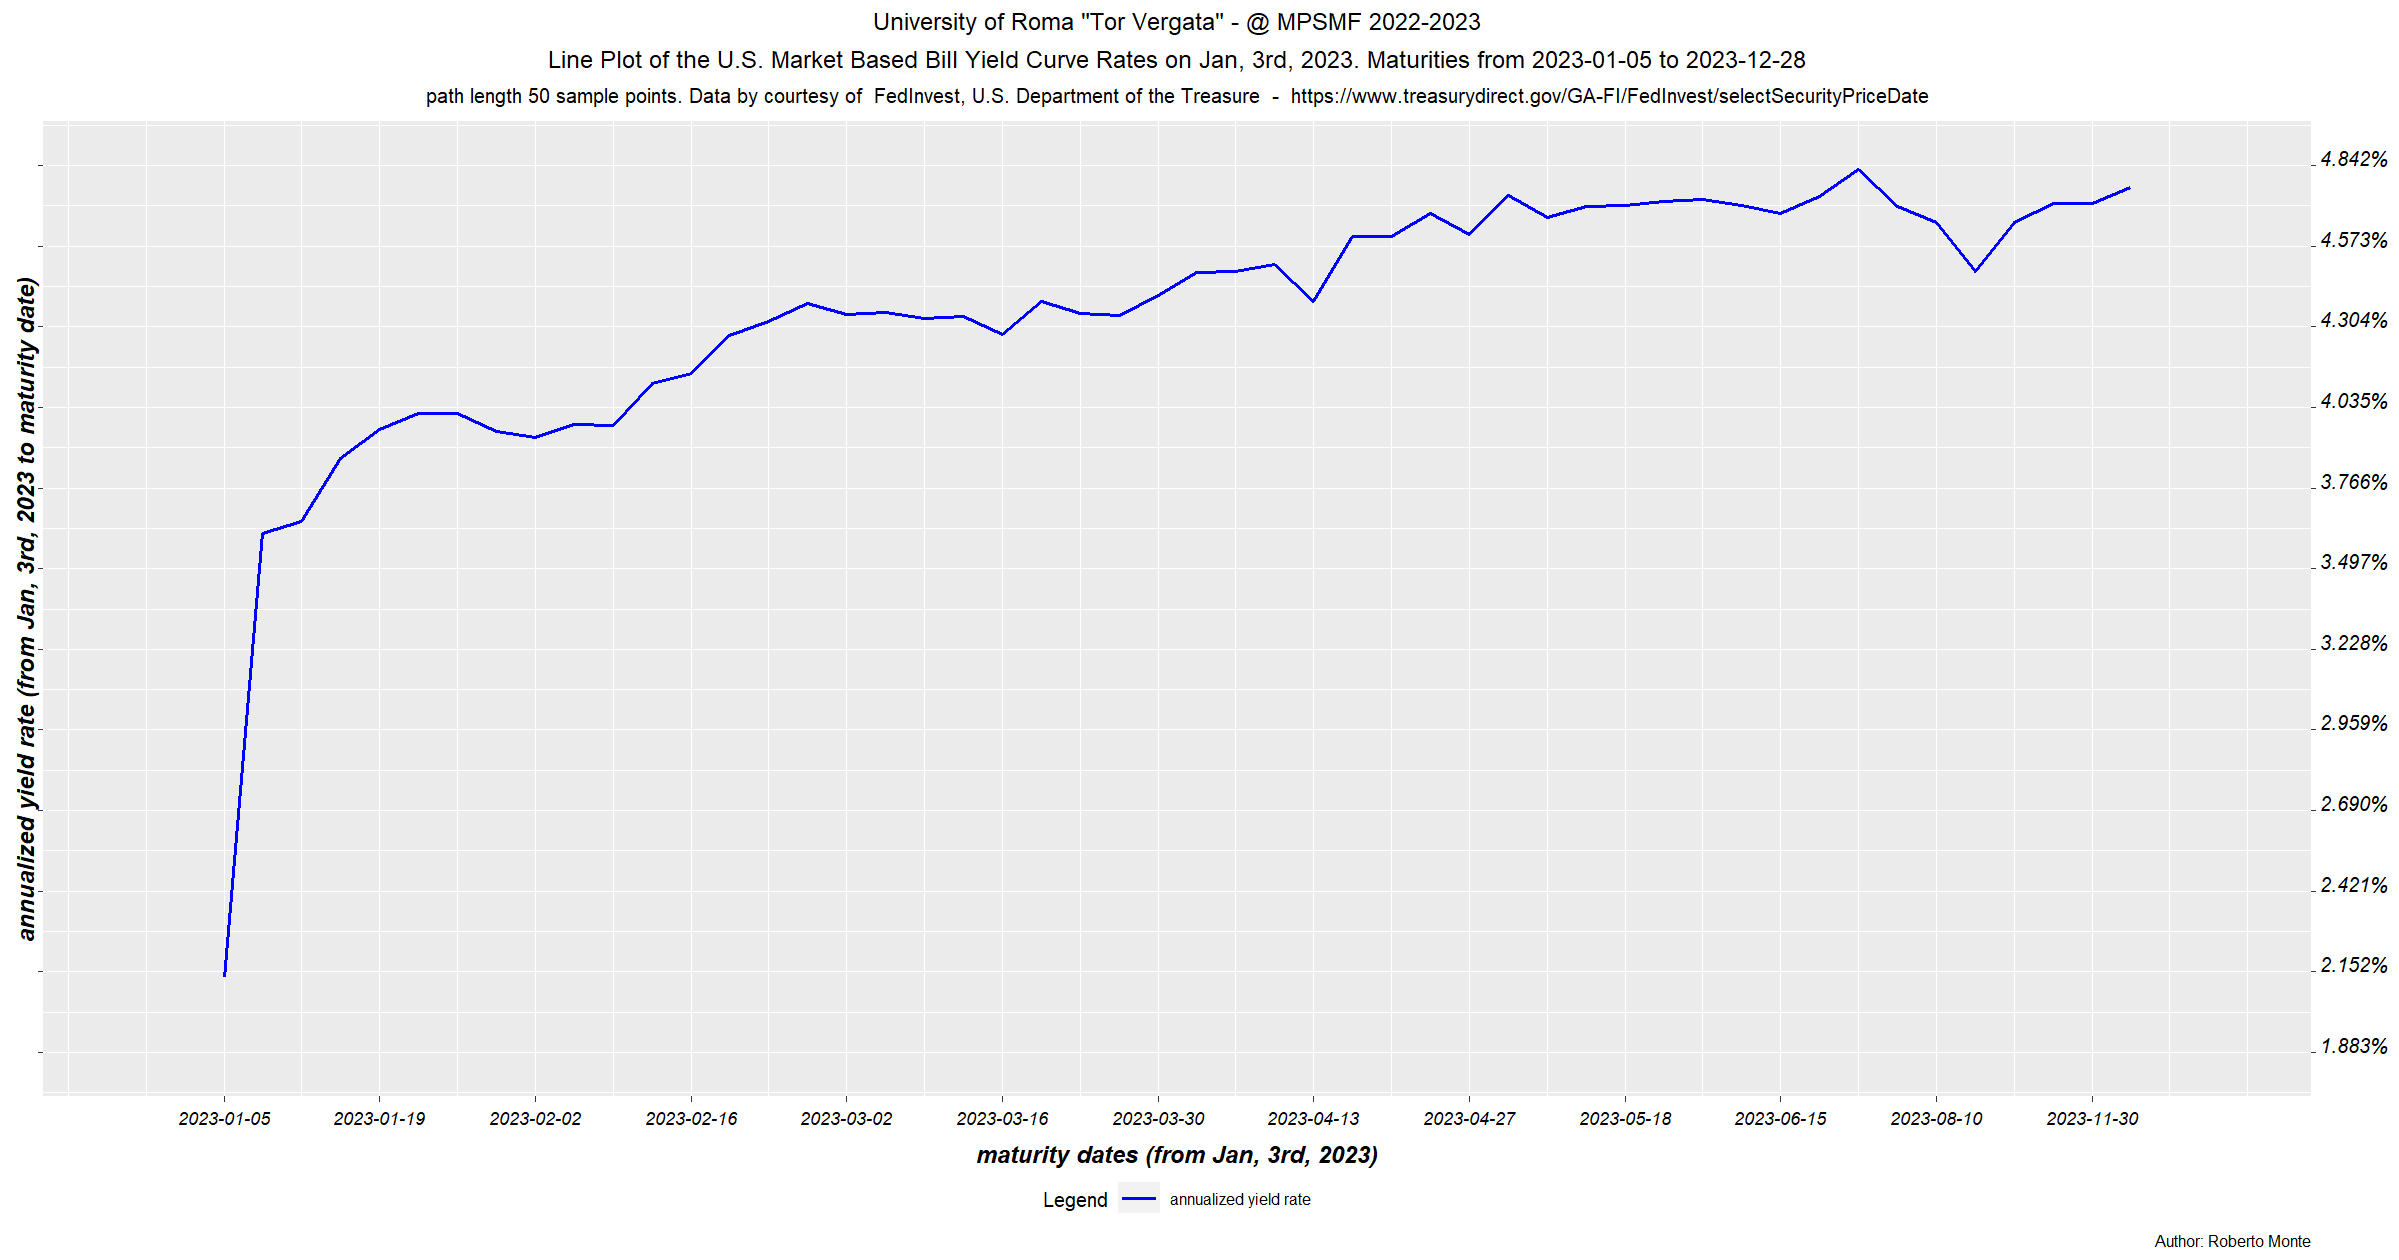 University of Roma "Tor Vergata" - @ MPSMF 2022-2023
Line Plot of the U.S. Market Based Bill Yield Curve Rates on Jan, 3rd, 2023. Maturities from 2023-01-05 to 2023-12-28
path length 50 sample points. Data by courtesy of  FedInvest, U.S. Department of the Treasure  -  https://www.treasurydirect.gov/GA-FI/FedInvest/selectSecurityPriceDate
annualized yield rate (from Jan, 3rd, 2023 to maturity date)
4.842%
4.573%
4.304%
4.035%
3.766%
3.497%
3.228%
2.959%
2.690%
2.421%
2.152%
1.883%
2023-01-05 2023-01-19 2023-02-02 2023-02-16 2023-03-02 2023-03-16 2023-03-30 2023-04-13 2023-04-27 2023-05-18 2023-06-15 2023-08-10 2023-11-30
maturity dates (from Jan, 3rd, 2023)
Legend annualized yield rate
Author: Roberto Monte